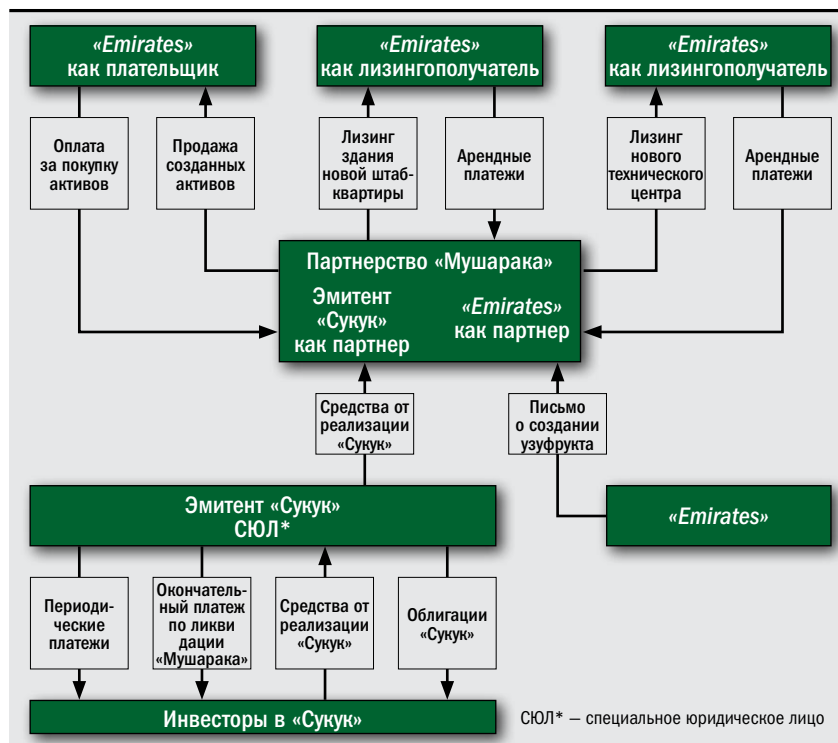 «Emirates»
как плательщик
«Emirates»
как лизингополучатель
«Emirates»
как лизингополучатель
Оплата
за покупку
активов
Продажа
созданных
активов
Лизинг
здания
новой штаб-
квартиры
Арендные
платежи
Лизинг
нового
технического
центра
Арендные
платежи
Партнерство «Мушарака»
Эмитент
«Сукук»
как партнер
«Emirates»
как партнер
Средства от
реализации
«Сукук»
Письмо
о создании
узуфрукта
Эмитент «Сукук»
СЮЛ*
«Emirates»
Периоди-
ческие
платежи
Окончатель-
ный платеж
по ликви
дации
«Мушарака»
Средства от
реализации
«Сукук»
Облигации
«Сукук»
Инвесторы в «Сукук»
СЮЛ* — специальное юридическое лицо